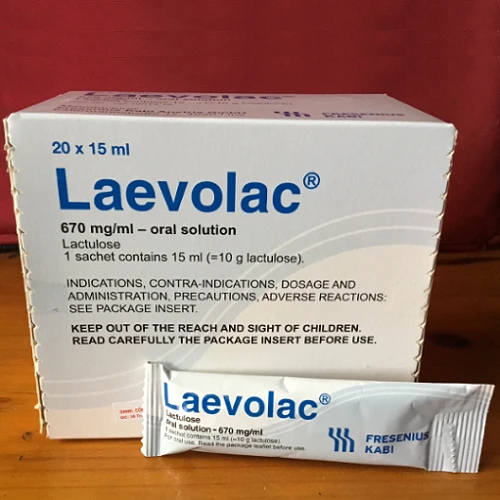 Laevolac®
20 x 15 ml
Laevolac®
670 mg/ml – oral solution
Lactulose
1 sachet contains 15 ml (=10 g lactulose).
INDICATIONS, CONTRA-INDICATIONS, DOSAGE AND
ADMINISTRATION, PRECAUTIONS, ADVERSE REACTIONS:
SEE PACKAGE INSERT.
KEEP OUT OF THE REACH AND SIGHT OF CHILDREN.
READ CAREFULLY THE PACKAGE INSERT BEFORE USE.
FRESENIUS
KABI
Laevolac®
Lactulose
oral solution - 670 mg/ml
1 sachet contains 15 ml (=10 g lactulose)
For oral use. Read the package leaflet before use.
FRESENIUS
KABI